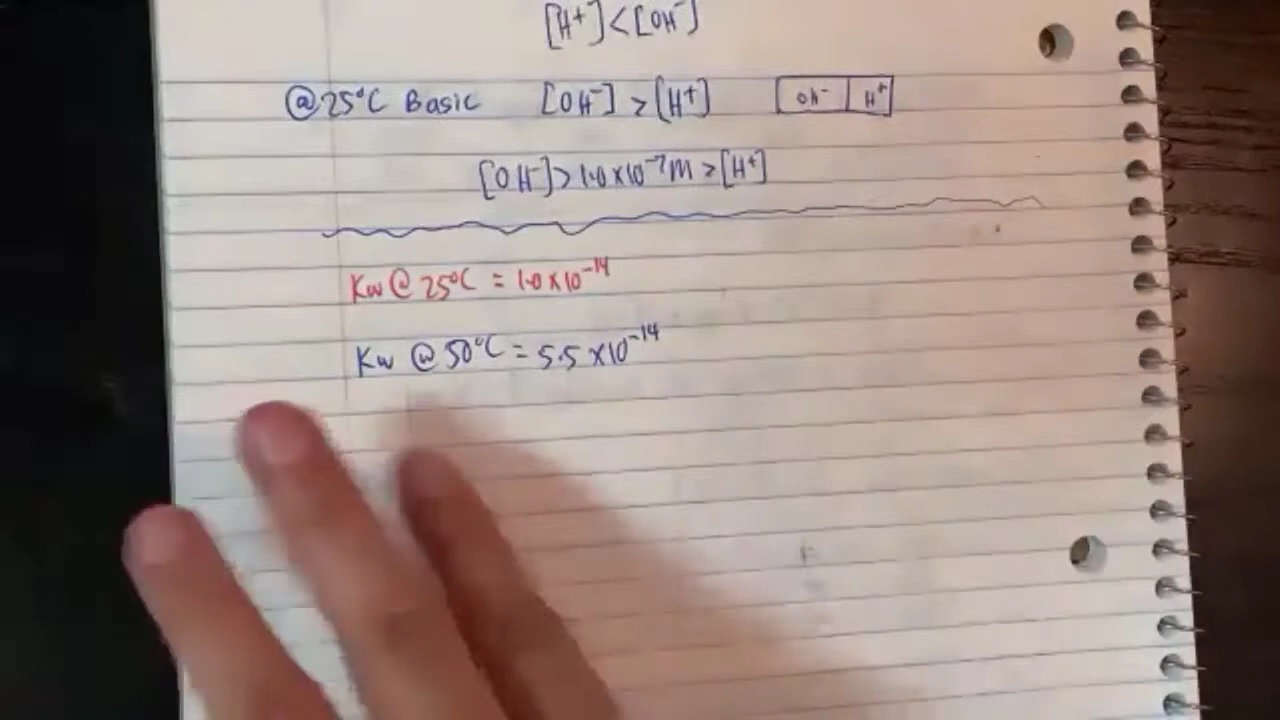 [H⁺]<[OH⁻]
@25°C Basic [OH⁻] > [H⁺] OH⁻ H⁺
[OH⁻]>1.0×10⁻⁷M>[H⁺]
Kw @ 25°C = 1.0×10⁻¹⁴
Kw @ 50°C = 5.5×10⁻¹⁴